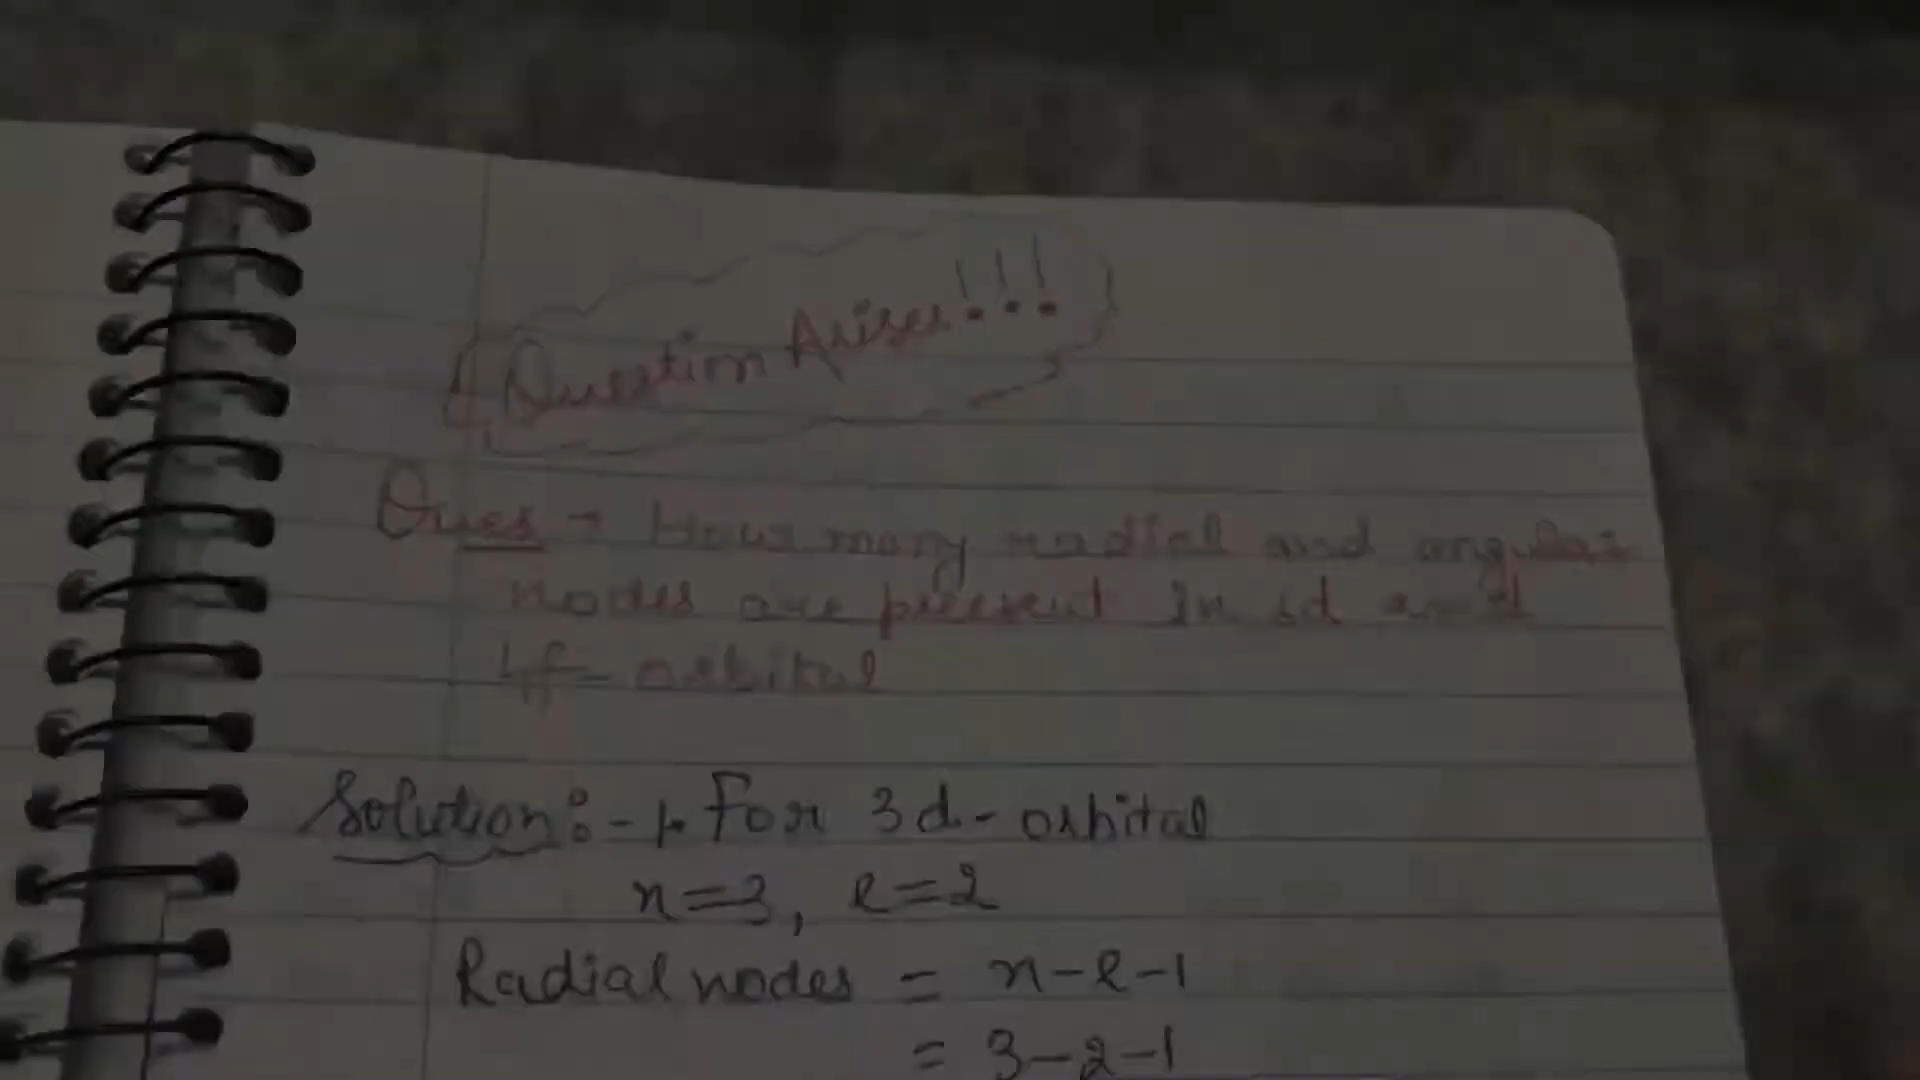 Question Arises!!!
Ques → How many radial and angular
nodes are present in 3d and
4f- orbital
Solution:- 1. For 3d- orbital
n=3, l=2
Radial nodes = n-l-1
= 3-2-1